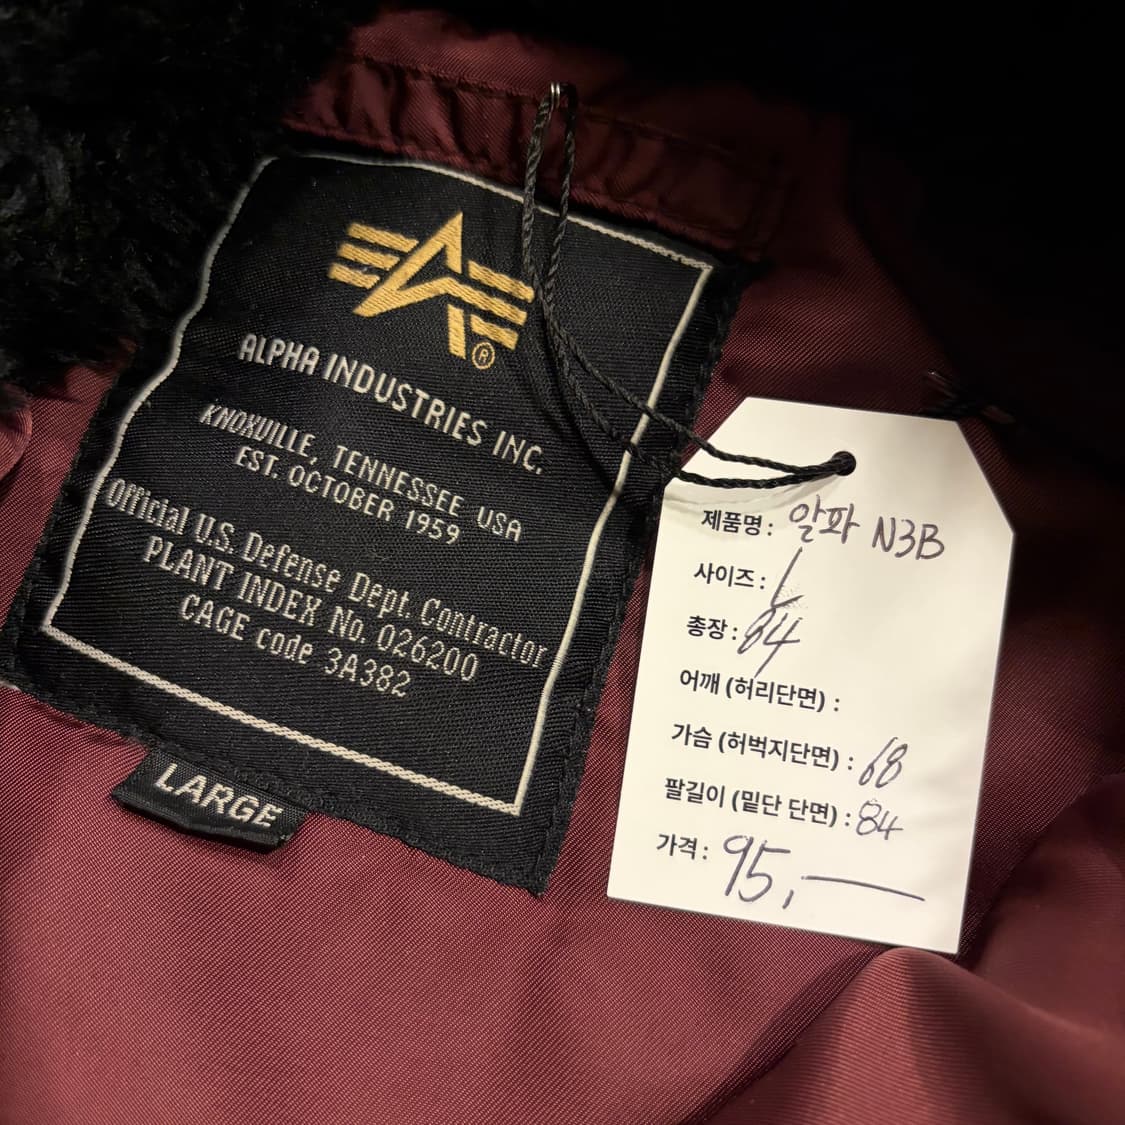 ®
ALPHA INDUSTRIES INC.
KNOXVILLE, TENNESSEE USA
EST. OCTOBER 1959
Official U.S. Defense Dept. Contractor
PLANT INDEX No. 026200
CAGE code 3A382
LARGE
제품명 : 알파 N3B
사이즈 : L
총장 : 84
어깨 (허리단면) :
가슴 (허벅지단면) : 68
팔길이 (밑단 단면) : 84
가격 : 95,—